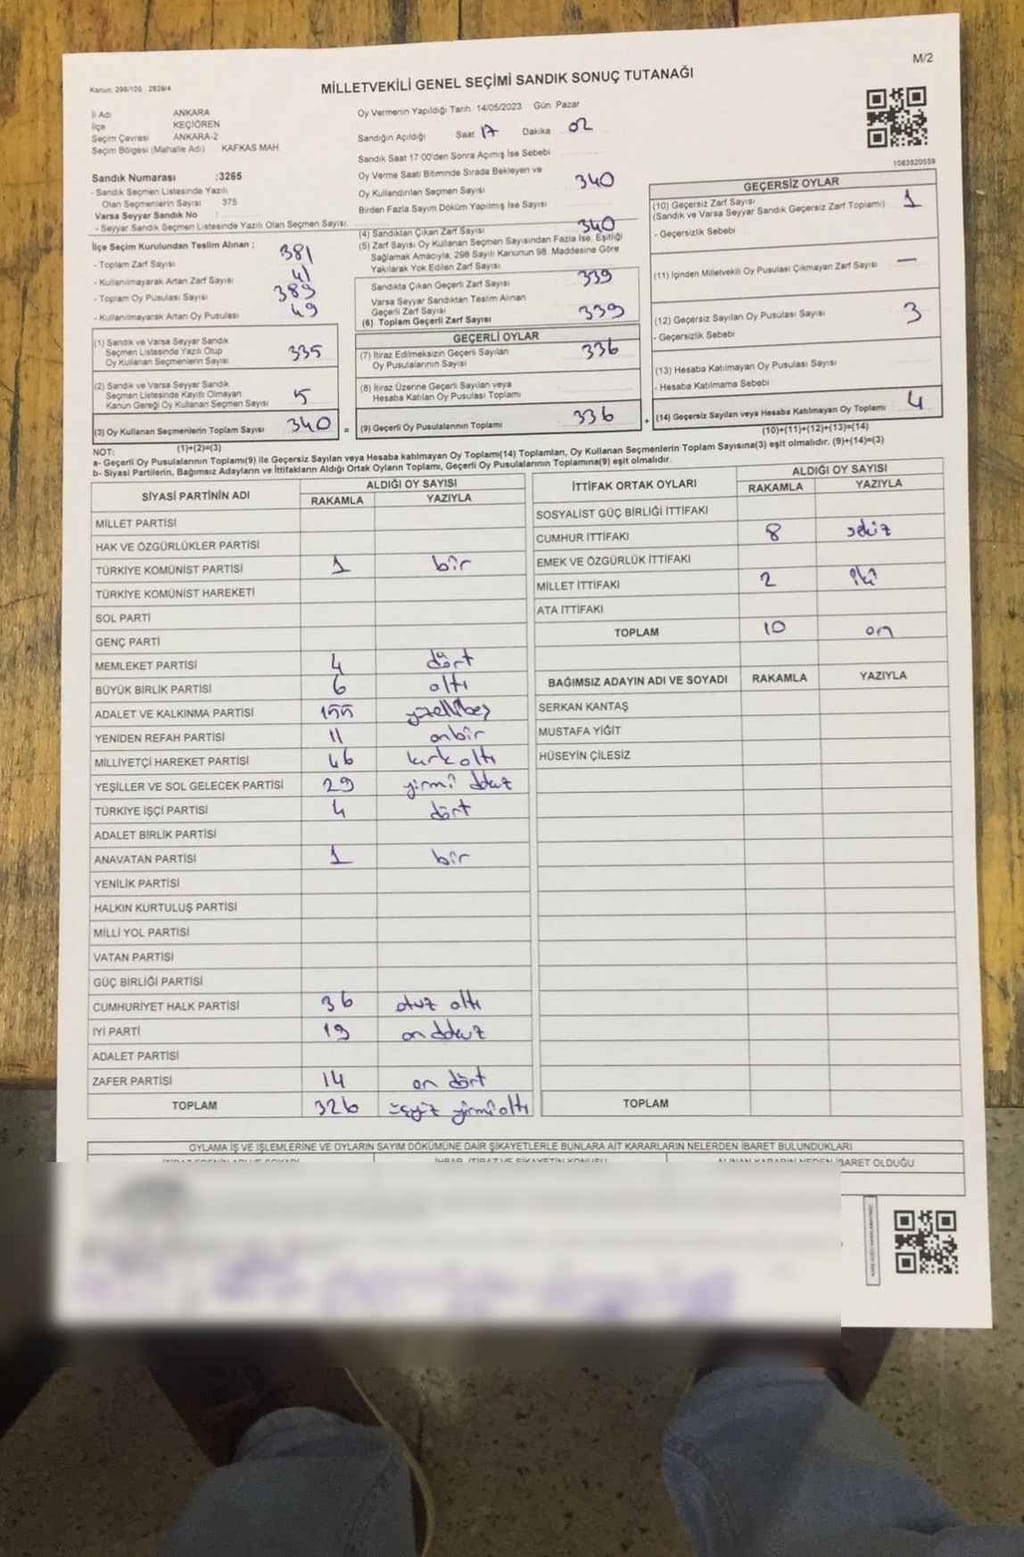 M/2
Kanun: 298/105 2839/4
MİLLETVEKİLİ GENEL SEÇİMİ SANDIK SONUÇ TUTANAĞI
İl Adı ANKARA
İlçe KEÇİÖREN
Seçim Çevresi ANKARA-2
Seçim Bölgesi (Mahalle Adı) KAFKAS MAH
Sandık Numarası :3265
- Sandık Seçmen Listesinde Yazılı
Olan Seçmenlerin Sayısı 375
Varsa Seyyar Sandık No :
- Seyyar Sandık Seçmen Listesinde Yazılı Olan Seçmen Sayısı:
İlçe Seçim Kurulundan Teslim Alınan ;
- Toplam Zarf Sayısı 381
- Kullanılmayarak Artan Zarf Sayısı 41
- Toplam Oy Pusulası Sayısı 389
- Kullanılmayarak Artan Oy Pusulası 49
(1) Sandık ve Varsa Seyyar Sandık
Seçmen Listesinde Yazılı Olup
Oy Kullanan Seçmenlerin Sayısı 335
(2) Sandık ve Varsa Seyyar Sandık
Seçmen Listesinde Kayıtlı Olmayan
Kanun Gereği Oy Kullanan Seçmen Sayısı 5
(3) Oy Kullanan Seçmenlerin Toplam Sayısı 340
(1)+(2)=(3)
Oy Vermenin Yapıldığı Tarih 14/05/2023 Gün Pazar
Sandığın Açıldığı Saat 17 Dakika 02
Sandık Saat 17 00'den Sonra Açımış İse Sebebi
Oy Verme Saati Bitiminde Sırada Bekleyen ve
Oy Kullandırılan Seçmen Sayısı 340
Birden Fazla Sayım Döküm Yapılmış İse Sayısı
(4) Sandıktan Çıkan Zarf Sayısı 340
(5) Zarf Sayısı Oy Kullanan Seçmen Sayısından Fazla İse, Eşitliği
Sağlamak Amacıyla, 298 Sayılı Kanunun 98. Maddesine Göre
Yakılarak Yok Edilen Zarf Sayısı
Sandıkta Çıkan Geçerli Zarf Sayısı 339
Varsa Seyyar Sandıktan Teslim Alınan
Geçerli Zarf Sayısı
(6) Toplam Geçerli Zarf Sayısı 339
GEÇERLİ OYLAR
(7) İtiraz Edilmeksizin Geçerli Sayılan
Oy Pusulalarının Sayısı 336
(8) İtiraz Üzerine Geçerli Sayılan veya
Hesaba Katılan Oy Pusulası Toplamı
= (9) Geçerli Oy Pusulalarının Toplamı 336
1583820559
GEÇERSİZ OYLAR
(10) Geçersiz Zarf Sayısı 1
(Sandık ve Varsa Seyyar Sandık Geçersiz Zarf Toplamı)
- Geçersizlik Sebebi
(11) İçinden Milletvekili Oy Pusulası Çıkmayan Zarf Sayısı —
(12) Geçersiz Sayılan Oy Pusulası Sayısı 3
- Geçersizlik Sebebi
(13) Hesaba Katılmayan Oy Pusulası Sayısı
- Hesaba Katılmama Sebebi
+ (14) Geçersiz Sayılan veya Hesaba Katılmayan Oy Toplamı 4
(10)+(11)+(12)+(13)=(14)
NOT:
a- Geçerli Oy Pusulalarının Toplamı(9) ile Geçersiz Sayılan veya Hesaba katılmayan Oy Toplamı(14) Toplamları, Oy Kullanan Seçmenlerin Toplam Sayısına(3) eşit olmalıdır. (9)+(14)=(3)
b- Siyasi Partilerin, Bağımsız Adayların ve İttifakların Aldığı Ortak Oyların Toplamı, Geçerli Oy Pusulalarının Toplamına(9) eşit olmalıdır.
SİYASİ PARTİNİN ADI ALDIĞI OY SAYISI
RAKAMLA YAZIYLA
MİLLET PARTİSİ
HAK VE ÖZGÜRLÜKLER PARTİSİ
TÜRKİYE KOMÜNİST PARTİSİ 1 bir
TÜRKİYE KOMÜNİST HAREKETİ
SOL PARTİ
GENÇ PARTİ
MEMLEKET PARTİSİ 4 dört
BÜYÜK BİRLİK PARTİSİ 6 altı
ADALET VE KALKINMA PARTİSİ 155 yüzellibeş
YENİDEN REFAH PARTİSİ 11 onbir
MİLLİYETÇİ HAREKET PARTİSİ 46 kırk altı
YEŞİLLER VE SOL GELECEK PARTİSİ 29 yirmi dokuz
TÜRKİYE İŞÇİ PARTİSİ 4 dört
ADALET BİRLİK PARTİSİ
ANAVATAN PARTİSİ 1 bir
YENİLİK PARTİSİ
HALKIN KURTULUŞ PARTİSİ
MİLLİ YOL PARTİSİ
VATAN PARTİSİ
GÜÇ BİRLİĞİ PARTİSİ
CUMHURİYET HALK PARTİSİ 36 otuz altı
İYİ PARTİ 19 on dokuz
ADALET PARTİSİ
ZAFER PARTİSİ 14 on dört
TOPLAM 326 üçyüz yirmialtı
İTTİFAK ORTAK OYLARI ALDIĞI OY SAYISI
RAKAMLA YAZIYLA
SOSYALİST GÜÇ BİRLİĞİ İTTİFAKI
CUMHUR İTTİFAKI 8 sekiz
EMEK VE ÖZGÜRLÜK İTTİFAKI
MİLLET İTTİFAKI 2 iki
ATA İTTİFAKI
TOPLAM 10 on
BAĞIMSIZ ADAYIN ADI VE SOYADI RAKAMLA YAZIYLA
SERKAN KANTAŞ
MUSTAFA YİĞİT
HÜSEYİN ÇİLESİZ
TOPLAM
OYLAMA İŞ VE İŞLEMLERİNE VE OYLARIN SAYIM DÖKÜMÜNE DAİR ŞİKAYETLERLE BUNLARA AİT KARARLARIN NELERDEN İBARET BULUNDUKLARI
İHBAR, İTİRAZ VE ŞİKAYETİN KONUSU ALINAN KARARIN NEDEN İBARET OLDUĞU